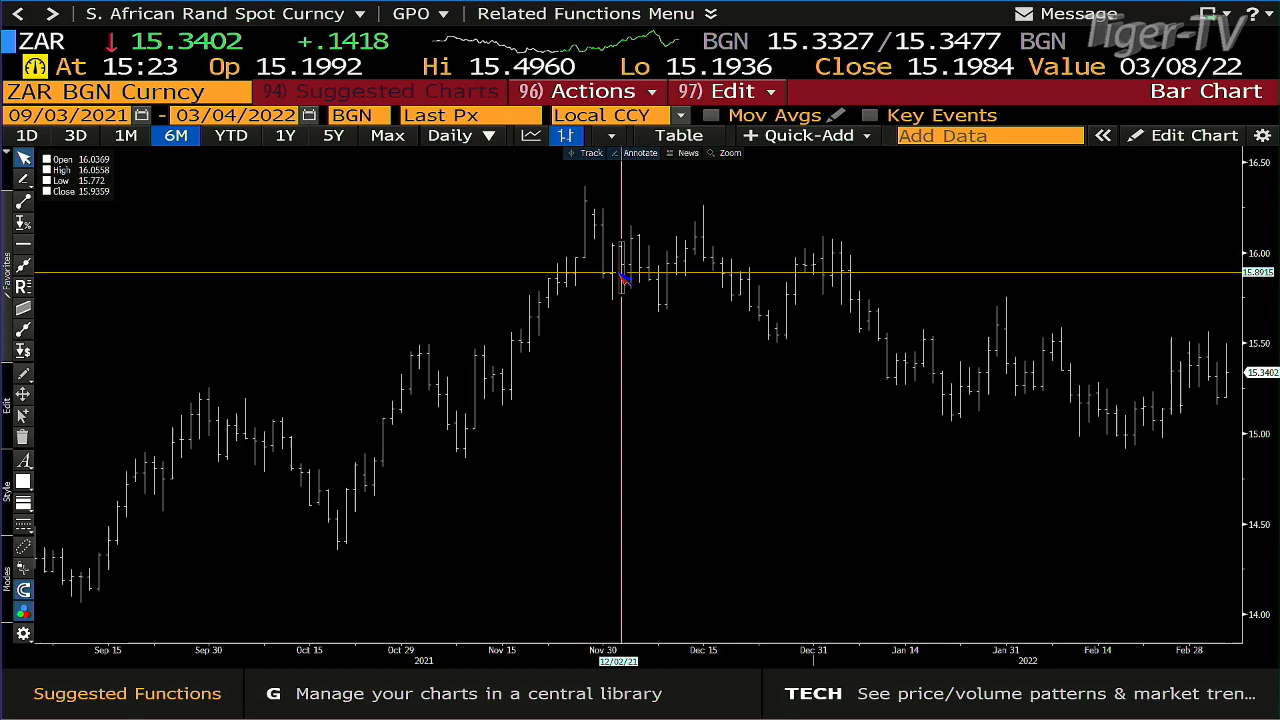 < > S. African Rand Spot Curncy GPO Related Functions Menu Message ?
Tiger-TV
ZAR 15.3402 +.1418 BGN 15.3327/15.3477 BGN
At 15:23 Op 15.1992 Hi 15.4960 Lo 15.1936 Close 15.1984 Value 03/08/22
ZAR BGN Curncy 94) Suggested Charts 96) Actions 97) Edit Bar Chart
09/03/2021 - 03/04/2022 BGN Last Px Local CCY Mov Avgs Key Events
1D 3D 1M 6M YTD 1Y 5Y Max Daily Table + Quick-Add Add Data Edit Chart
Track Annotate News Zoom
Open 16.0369
High 16.0558
Low 15.772
Close 15.9359
16.50
16.00
15.8915
15.50
15.3402
15.00
14.50
14.00
Favorites
Edit
Style
Modes
Sep 15 Sep 30 Oct 15 Oct 29 Nov 15 Nov 30 Dec 15 Dec 31 Jan 14 Jan 31 Feb 14 Feb 28
2021 12/02/21 2022
Suggested Functions G Manage your charts in a central library TECH See price/volume patterns & market tren...